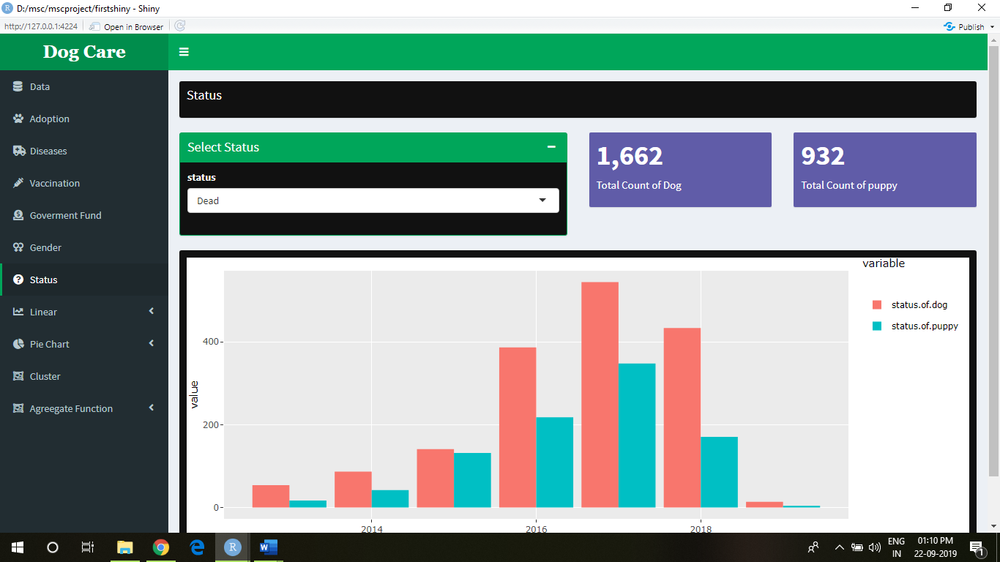 D:/msc/mscproject/firstshiny - Shiny
http://127.0.0.1:4224 Open in Browser Publish
Dog Care
Data
Adoption
Diseases
Vaccination
Goverment Fund
Gender
Status
Linear
Pie Chart
Cluster
Agreegate Function
Status
Select Status
status
Dead
1,662
Total Count of Dog
932
Total Count of puppy
variable
status.of.dog
status.of.puppy
value
400
200
0
2014 2016 2018
ENG
IN
01:10 PM
22-09-2019
1